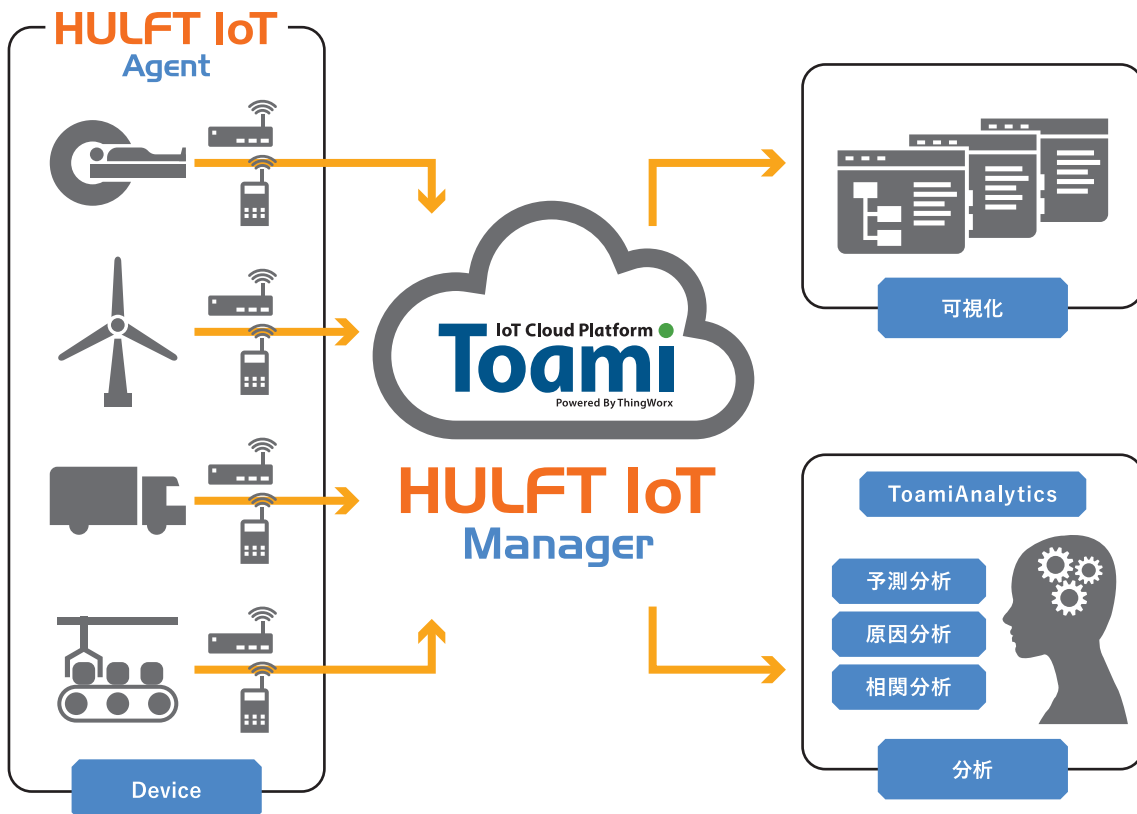 HULFT IoT
Agent
Device
IoT Cloud Platform
Toami
Powered By ThingWorx
HULFT IoT
Manager
可視化
ToamiAnalytics
予測分析
原因分析
相関分析
分析